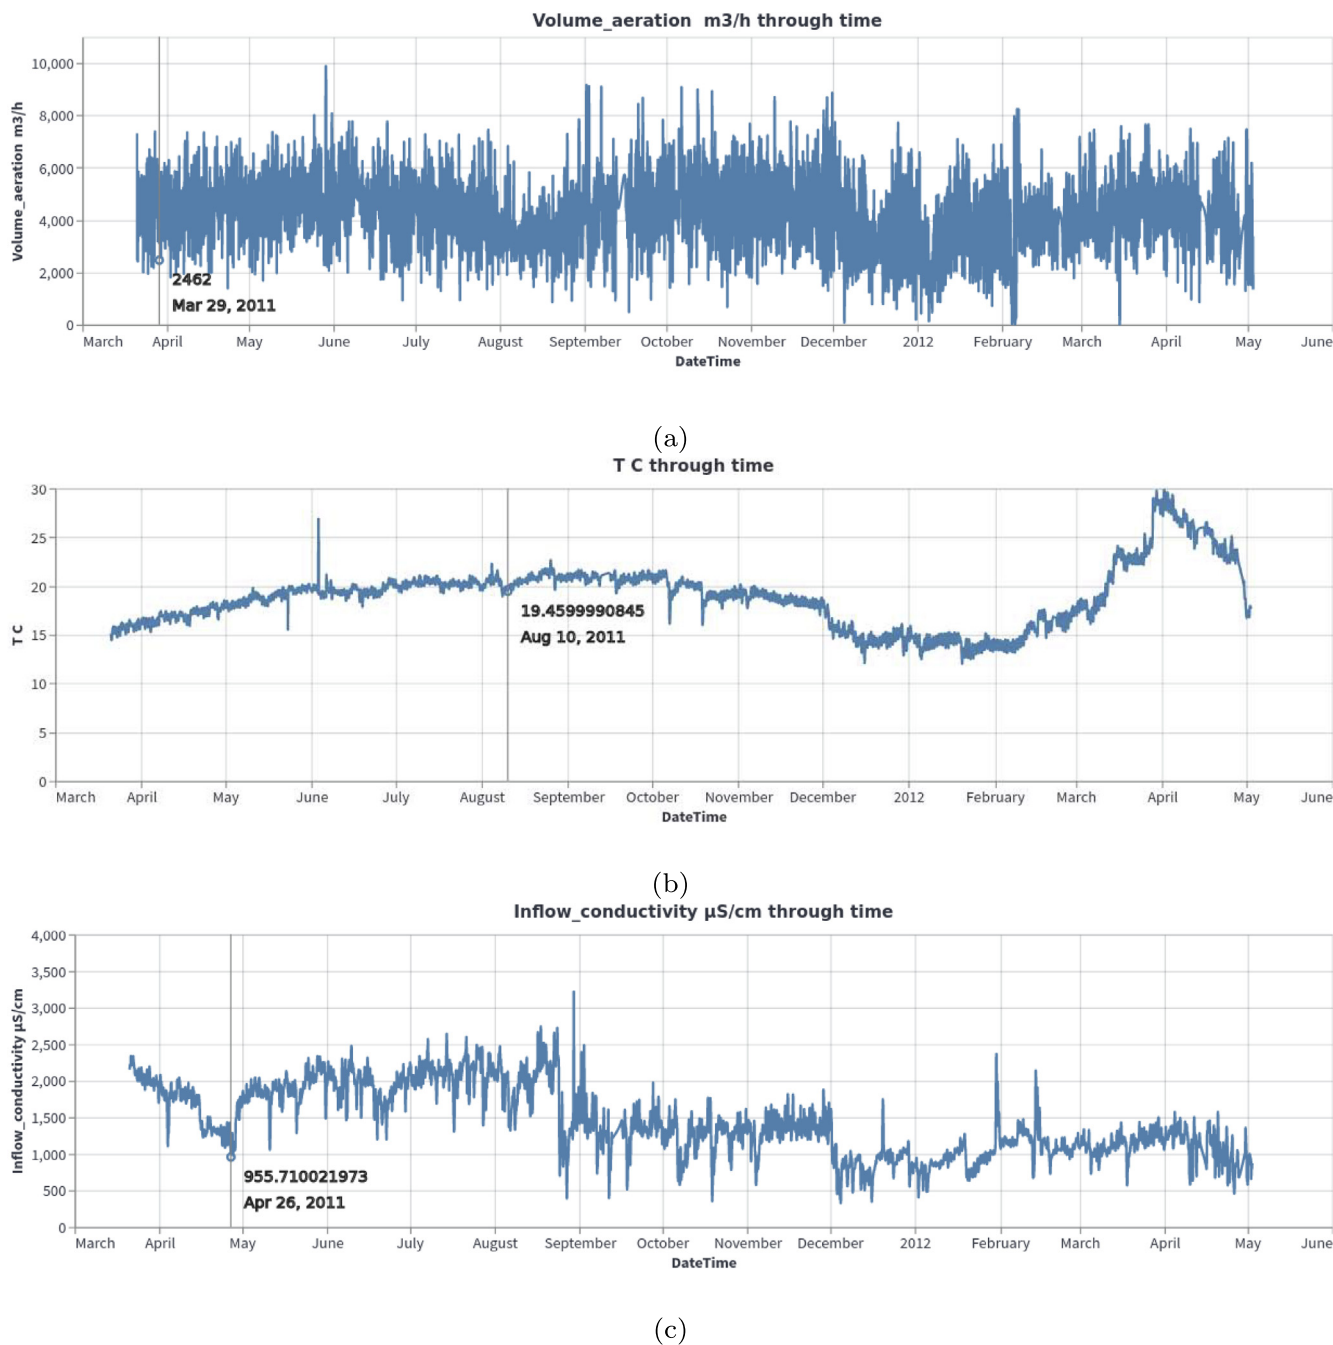 Volume_aeration m3/h through time
Volume_aeration m3/h
10,000
8,000
6,000
4,000
2,000
0
2462
Mar 29, 2011
March April May June July August September October November December 2012 February March April May June
DateTime
(a)
T C through time
T C
30
25
20
15
10
5
0
19.4599990845
Aug 10, 2011
March April May June July August September October November December 2012 February March April May June
DateTime
(b)
Inflow_conductivity µS/cm through time
Inflow_conductivity µS/cm
4,000
3,500
3,000
2,500
2,000
1,500
1,000
500
0
955.710021973
Apr 26, 2011
March April May June July August September October November December 2012 February March April May June
DateTime
(c)